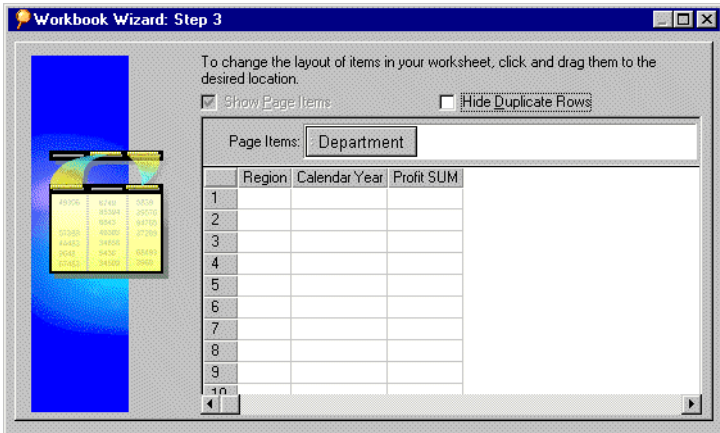 Workbook Wizard: Step 3
To change the layout of items in your worksheet, click and drag them to the
desired location.
Show Page Items Hide Duplicate Rows
Page Items: Department
Region Calendar Year Profit SUM
1
2
3
4
5
6
7
8
9
10